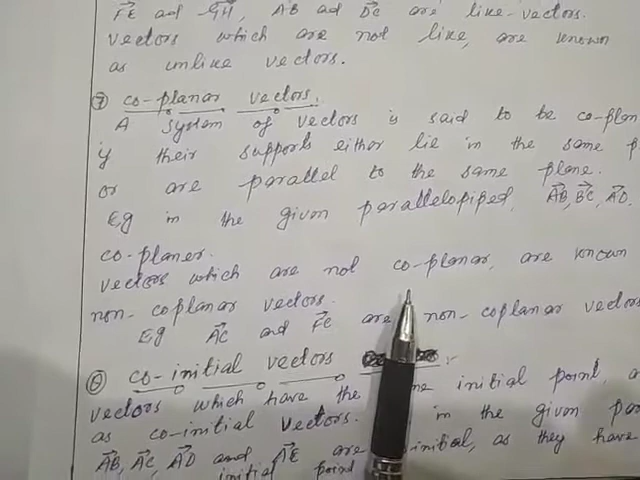 FE and GH, AB ad DC are like-vectors.
vectors which are not like, are known
as unlike vectors.
⑦ co-planar vectors.
A system of vectors is said to be co-plan
if their supports either lie in the same p
or are parallel to the same plane.
E.g in the given parallelopiped, AB, BC, AD,
co-planer.
vectors which are not co-planar, are known
non-coplanar vectors.
E.g AC and FE are non-coplanar vectors
⑧ co-initial vectors :-
vectors which have the initial point, a
as co-initial vectors. in the given par
AB, AC, AD and AE are initial, as they have
initial point